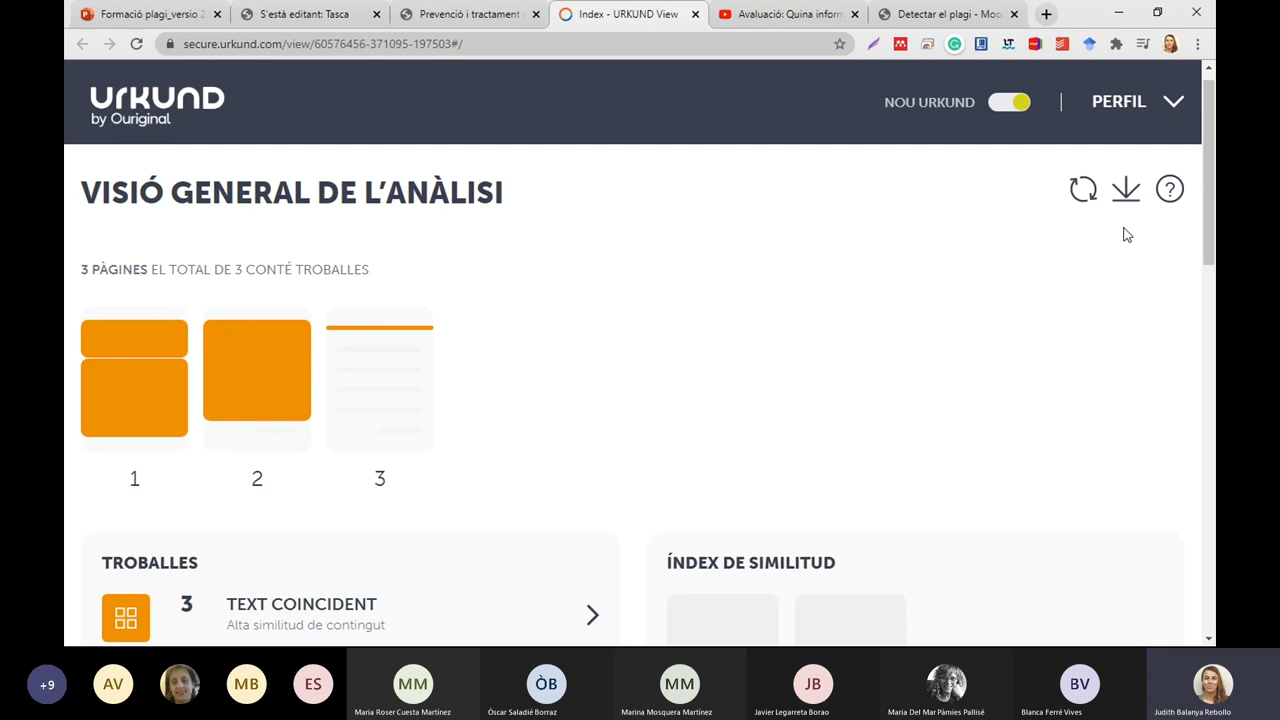 Formació plagi_versio 2
S'està editant: Tasca
Prevenció i tractament
Index - URKUND View
Avaluació: Quina inform
Detectar el plagi - Moo
secure.urkund.com/view/60576456-371095-197503#/
URKUND
by Ouriginal
NOU URKUND
PERFIL
VISIÓ GENERAL DE L'ANÀLISI
3 PÀGINES EL TOTAL DE 3 CONTÉ TROBALLES
1
2
3
TROBALLES
3
TEXT COINCIDENT
Alta similitud de contingut
ÍNDEX DE SIMILITUD
+9
AV
MB
ES
MM
Maria Roser Cuesta Martínez
ÒB
Òscar Saladié Borraz
MM
Marina Mosquera Martínez
JB
Javier Legarreta Borao
Maria Del Mar Pàmies Pallisé
BV
Blanca Ferré Vives
Judith Balanya Rebollo